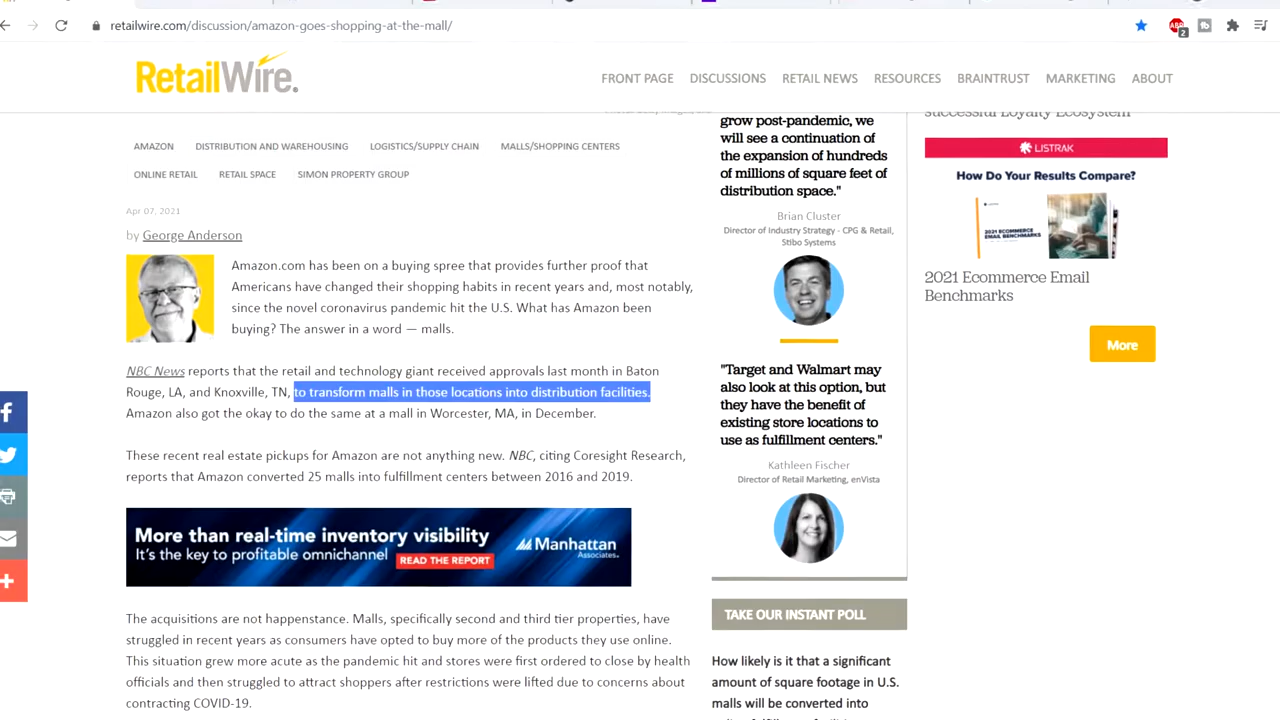 retailwire.com/discussion/amazon-goes-shopping-at-the-mall/
ABP
2
RetailWire.
FRONT PAGE
DISCUSSIONS
RETAIL NEWS
RESOURCES
BRAINTRUST
MARKETING
ABOUT
AMAZON
DISTRIBUTION AND WAREHOUSING
LOGISTICS/SUPPLY CHAIN
MALLS/SHOPPING CENTERS
ONLINE RETAIL
RETAIL SPACE
SIMON PROPERTY GROUP
Apr 07, 2021
by George Anderson
Amazon.com has been on a buying spree that provides further proof that
Americans have changed their shopping habits in recent years and, most notably,
since the novel coronavirus pandemic hit the U.S. What has Amazon been
buying? The answer in a word — malls.
NBC News reports that the retail and technology giant received approvals last month in Baton
Rouge, LA, and Knoxville, TN, to transform malls in those locations into distribution facilities.
Amazon also got the okay to do the same at a mall in Worcester, MA, in December.
These recent real estate pickups for Amazon are not anything new. NBC, citing Coresight Research,
reports that Amazon converted 25 malls into fulfillment centers between 2016 and 2019.
More than real-time inventory visibility
It's the key to profitable omnichannel
READ THE REPORT
Manhattan
Associates
The acquisitions are not happenstance. Malls, specifically second and third tier properties, have
struggled in recent years as consumers have opted to buy more of the products they use online.
This situation grew more acute as the pandemic hit and stores were first ordered to close by health
officials and then struggled to attract shoppers after restrictions were lifted due to concerns about
contracting COVID-19.
grow post-pandemic, we
will see a continuation of
the expansion of hundreds
of millions of square feet of
distribution space."
Brian Cluster
Director of Industry Strategy - CPG & Retail,
Stibo Systems
"Target and Walmart may
also look at this option, but
they have the benefit of
existing store locations to
use as fulfillment centers."
Kathleen Fischer
Director of Retail Marketing, enVista
TAKE OUR INSTANT POLL
How likely is it that a significant
amount of square footage in U.S.
malls will be converted into
successful Loyalty Ecosystem
LISTRAK
How Do Your Results Compare?
2021 ECOMMERCE
EMAIL BENCHMARKS
2021 Ecommerce Email
Benchmarks
More